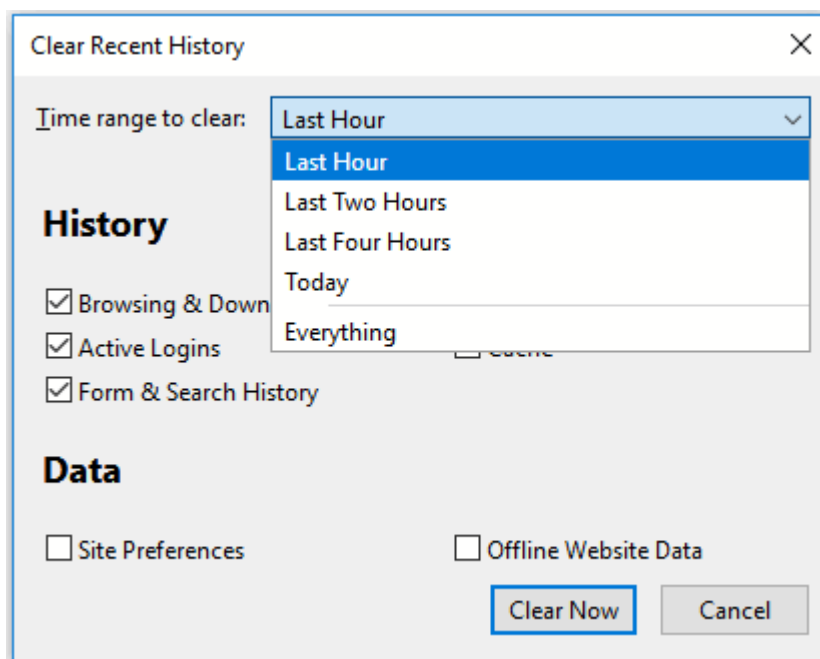 Clear Recent History
Time range to clear: Last Hour
Last Hour
Last Two Hours
Last Four Hours
Today
Everything
History
Browsing & Down
Active Logins
Cache
Form & Search History
Data
Site Preferences
Offline Website Data
Clear Now
Cancel